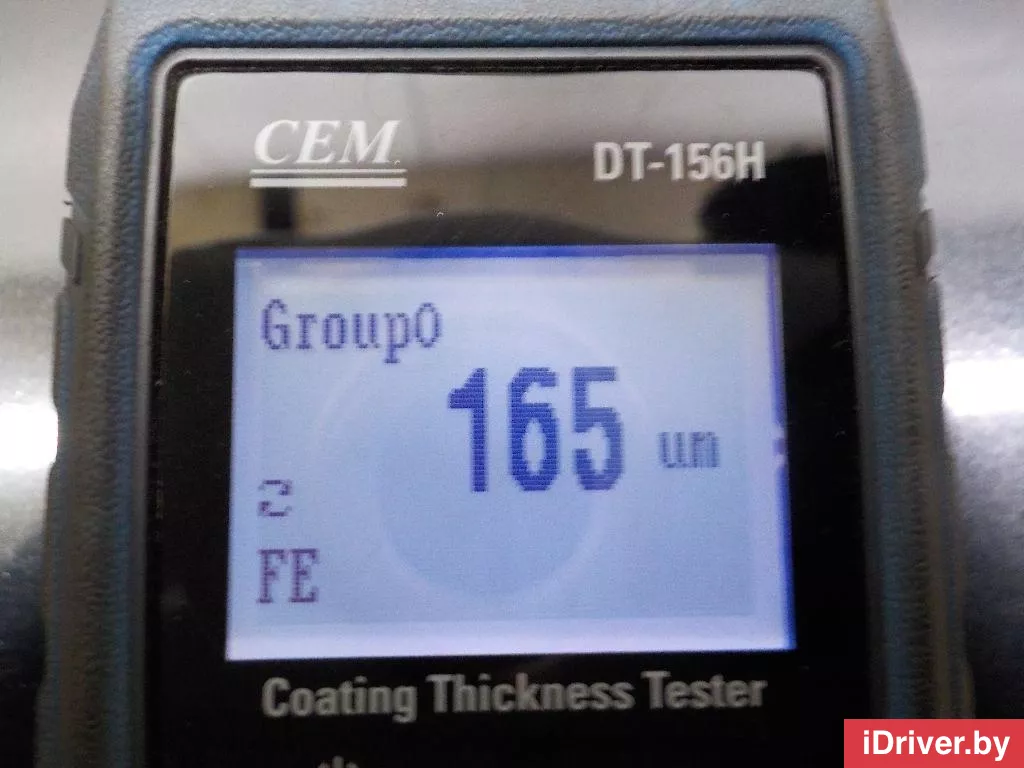 CEM
DT-156H
Group0
165 um
FE
Coating Thickness Tester
iDriver.by